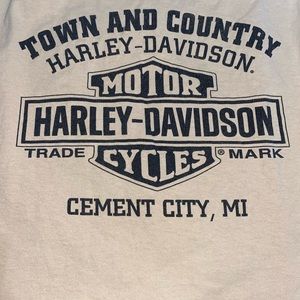 TOWN AND COUNTRY
HARLEY-DAVIDSON®
MOTOR
HARLEY-DAVIDSON
TRADE CYCLES® MARK
CEMENT CITY, MI